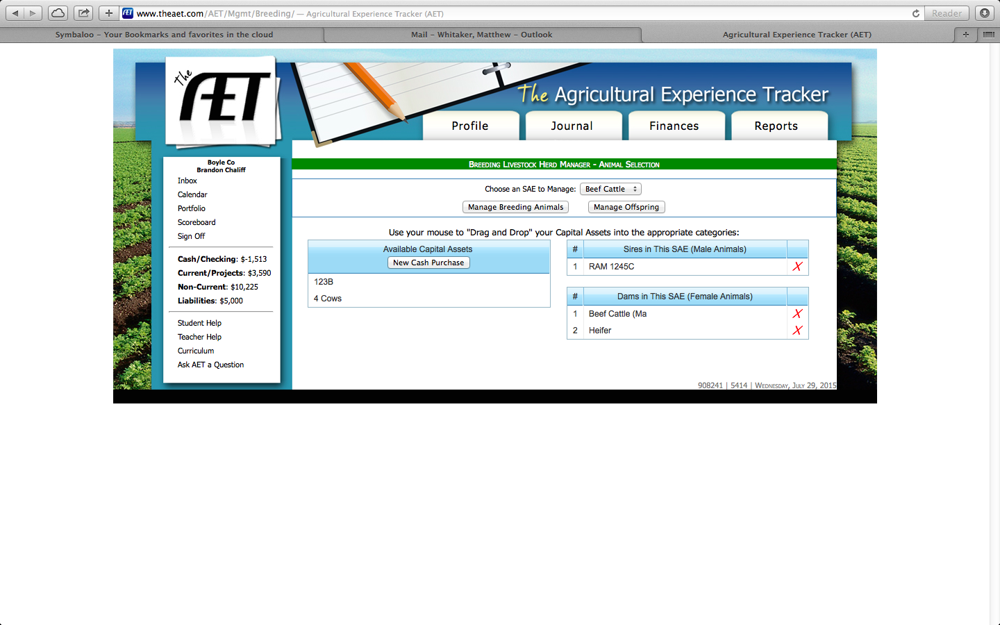 www.theaet.com/AET/Mgmt/Breeding/ — Agricultural Experience Tracker (AET)
Reader
Symbaloo – Your Bookmarks and favorites in the cloud
Mail – Whitaker, Matthew – Outlook
Agricultural Experience Tracker (AET)
The AET
The Agricultural Experience Tracker
Profile
Journal
Finances
Reports
Boyle Co
Brandon Chaliff
Inbox
Calendar
Portfolio
Scoreboard
Sign Off
Cash/Checking: $-1,513
Current/Projects: $3,590
Non-Current: $10,225
Liabilities: $5,000
Student Help
Teacher Help
Curriculum
Ask AET a Question
Breeding Livestock Herd Manager - Animal Selection
Choose an SAE to Manage: Beef Cattle
Manage Breeding Animals
Manage Offspring
Use your mouse to "Drag and Drop" your Capital Assets into the appropriate categories:
Available Capital Assets
New Cash Purchase
123B
4 Cows
# Sires in This SAE (Male Animals)
1 RAM 1245C X
# Dams in This SAE (Female Animals)
1 Beef Cattle (Ma X
2 Heifer X
908241 | 5414 | Wednesday, July 29, 2015